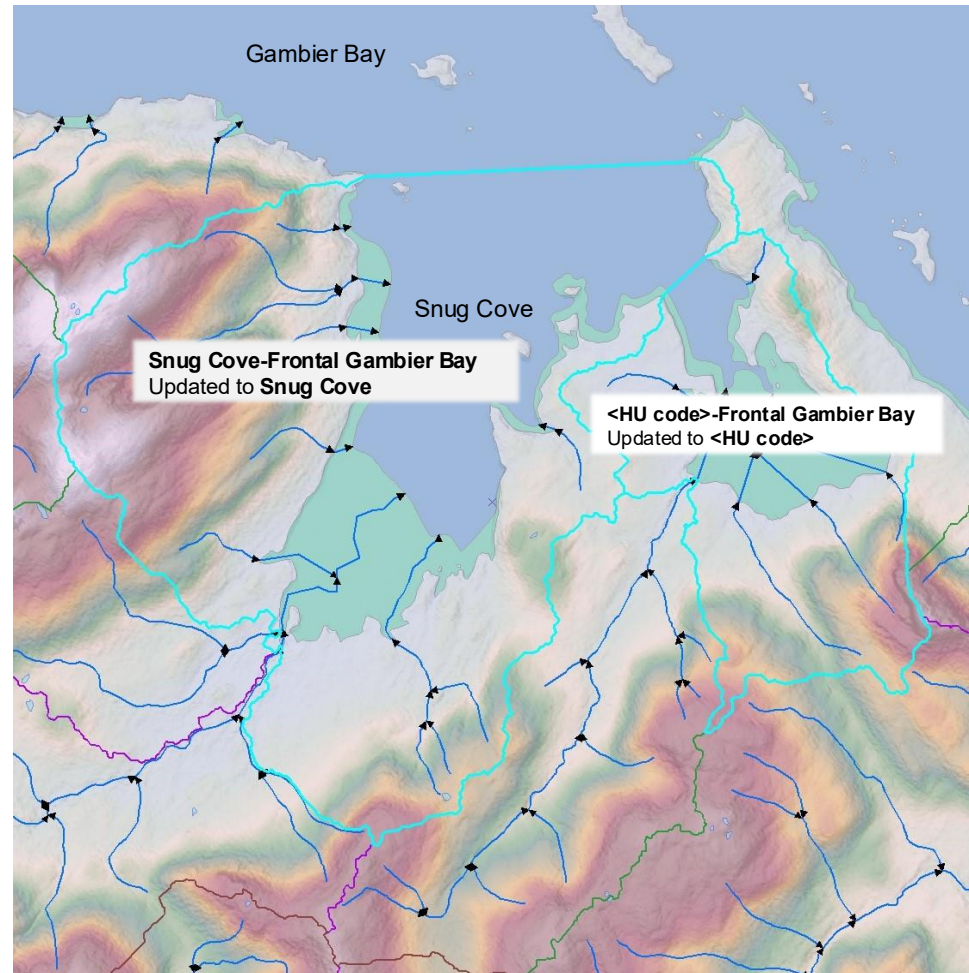 Gambier Bay
Snug Cove
Snug Cove-Frontal Gambier Bay
Updated to Snug Cove
<HU code>-Frontal Gambier Bay
Updated to <HU code>